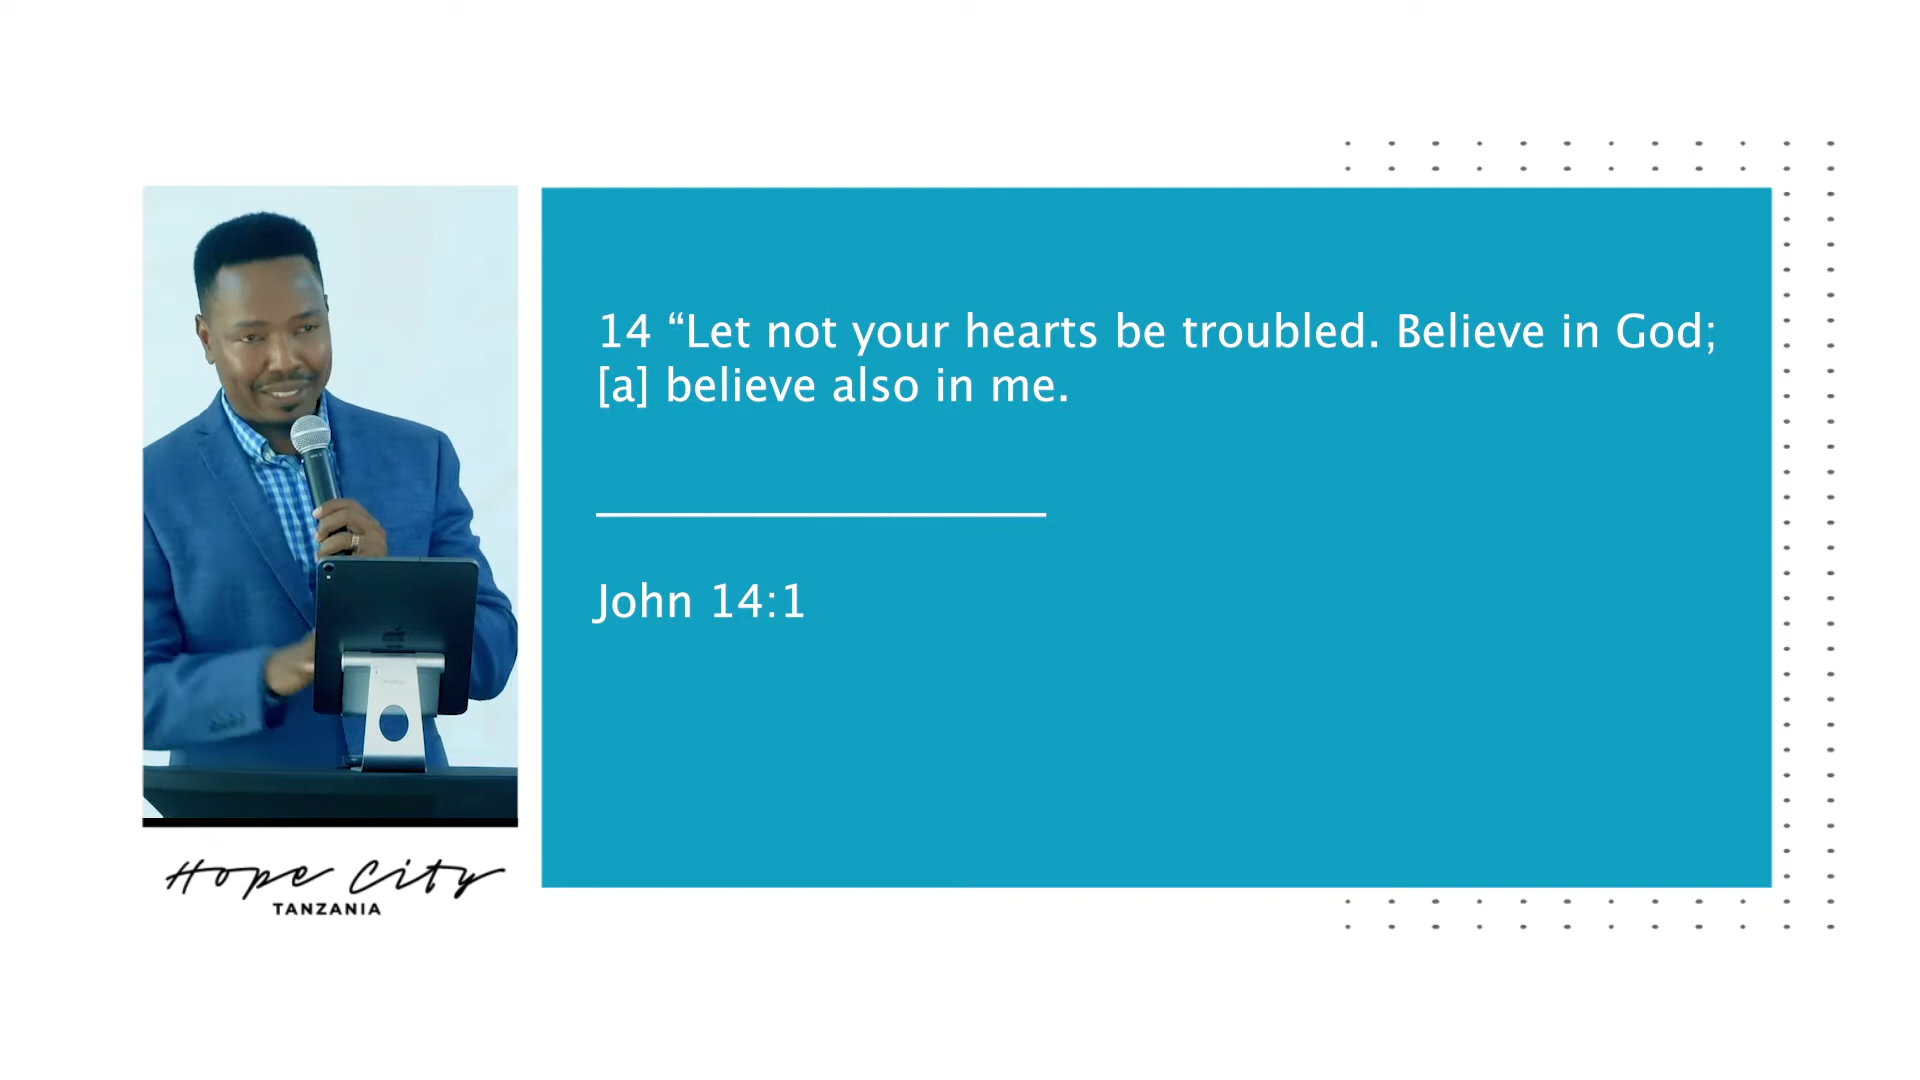 14 “Let not your hearts be troubled. Believe in God;
[a] believe also in me.
John 14:1
Hope City
TANZANIA